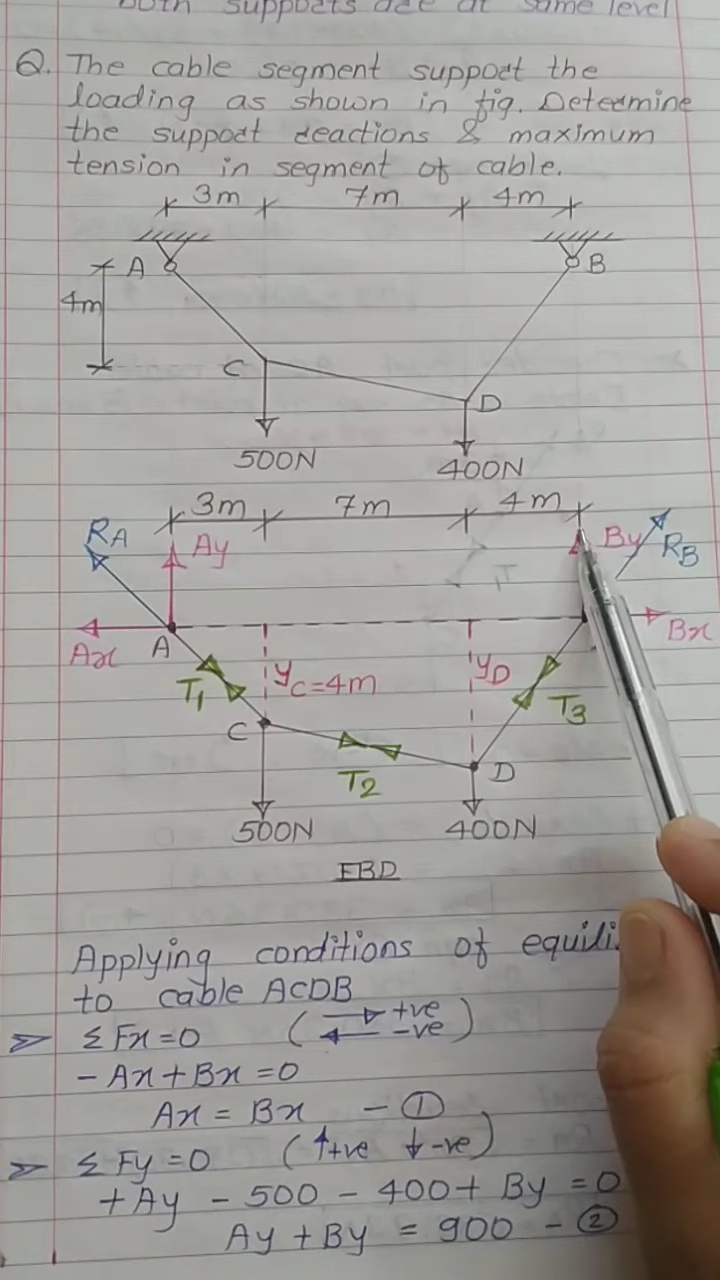 both supports are at same level
Q. The cable segment support the
loading as shown in fig. Determine
the support reactions & maximum
tension in segment of cable.
3m 7m 4m
A B
4m
C
D
500N 400N
3m 7m 4m
RA Ay By RB
Ax A Bx
T1 yc=4m yD T3
C
T2 D
500N 400N
FBD
Applying conditions of
to cable ACDB
ΣFx=0 (→ +ve ← -ve)
-Ax+Bx=0
Ax = Bx - ①
ΣFy=0 (↑+ve ↓-ve)
+Ay - 500 - 400 + By = 0
Ay + By = 900 - ②